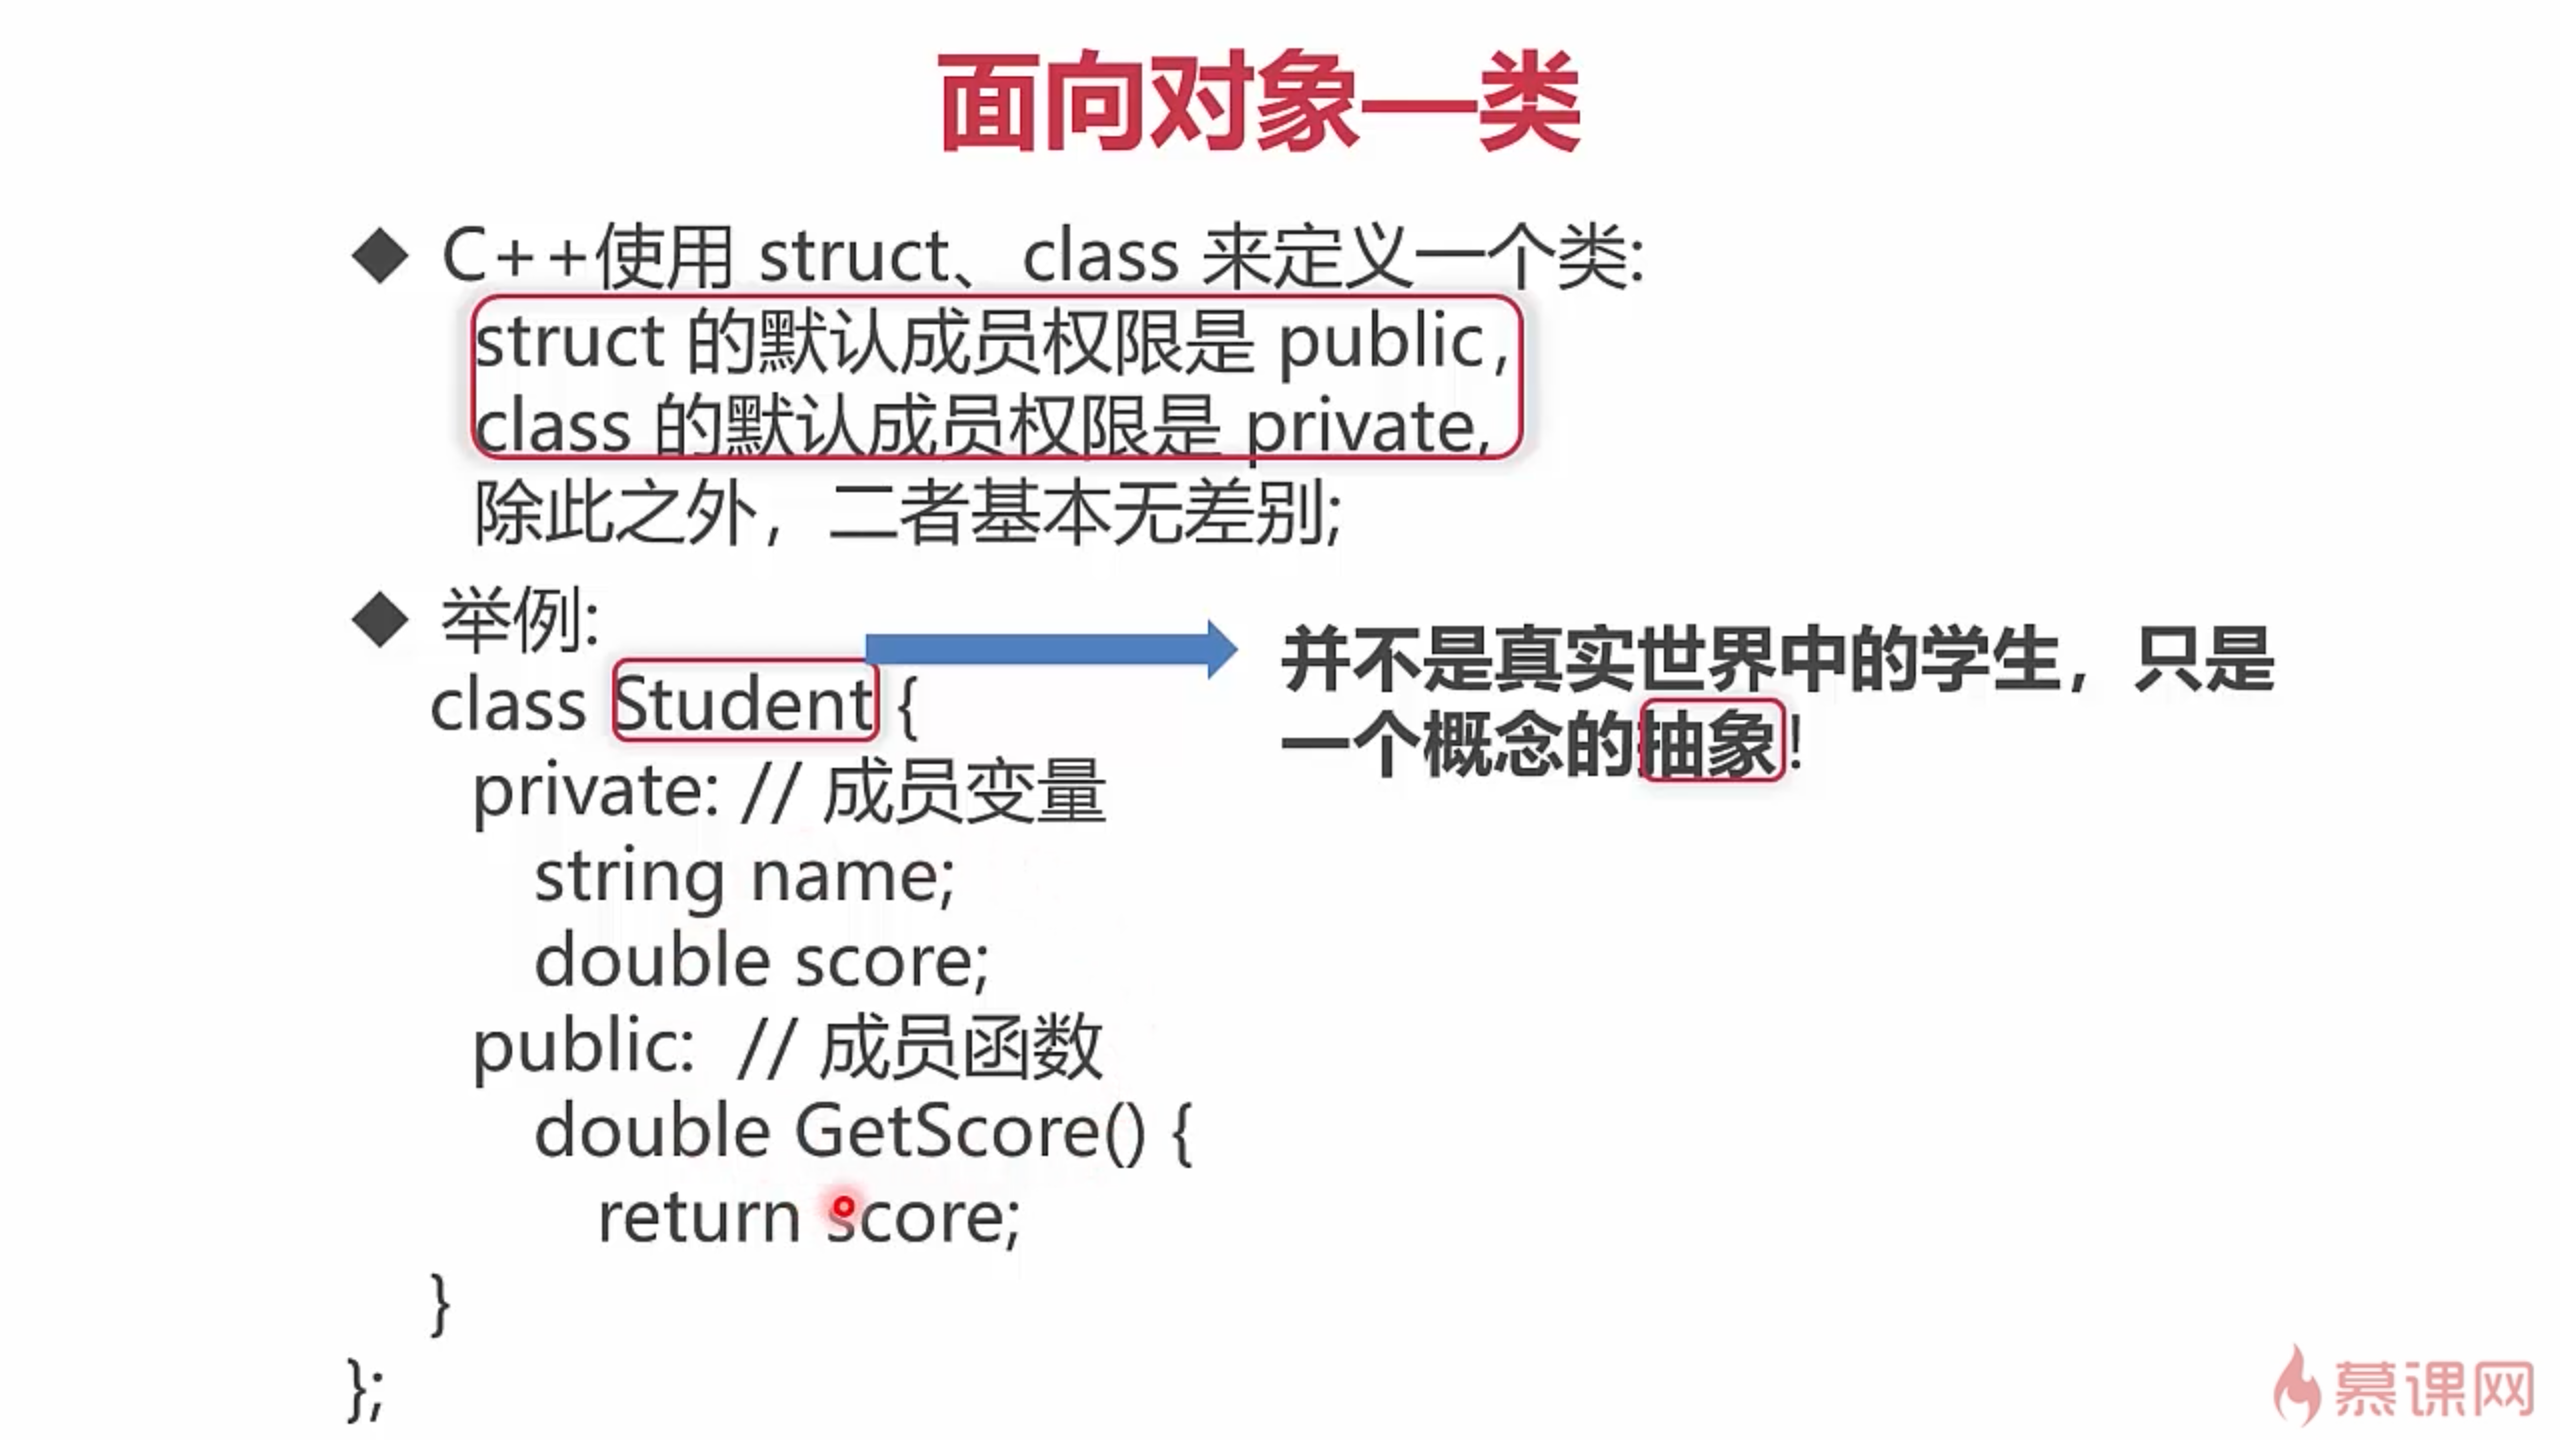 面向对象—类
◆ C++使用 struct、class 来定义一个类:
struct 的默认成员权限是 public，
class 的默认成员权限是 private,
除此之外，二者基本无差别;
◆ 举例:
class Student {
private: // 成员变量
string name;
double score;
public: // 成员函数
double GetScore() {
return score;
}
};
并不是真实世界中的学生，只是
一个概念的抽象!
慕课网